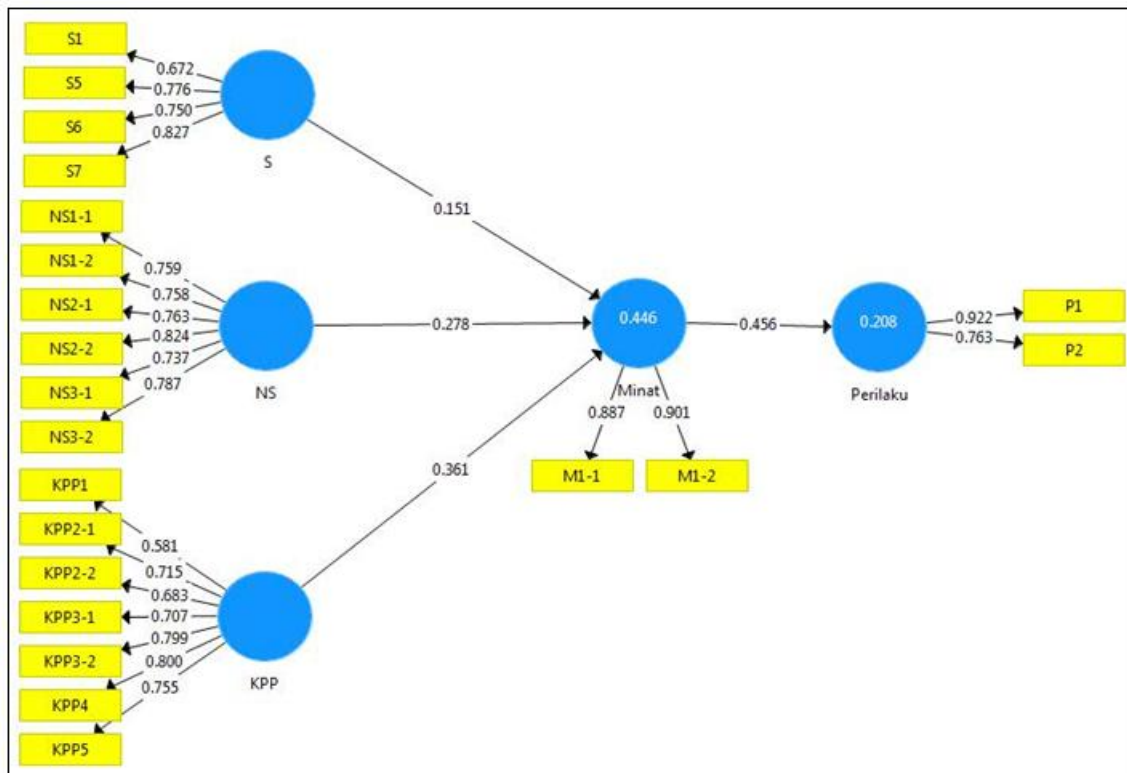 S1
S5
S6
S7
0.672
0.776
0.750
0.827
S
0.151
NS1-1
NS1-2
NS2-1
NS2-2
NS3-1
NS3-2
0.759
0.758
0.763
0.824
0.737
0.787
NS
0.278
KPP1
KPP2-1
KPP2-2
KPP3-1
KPP3-2
KPP4
KPP5
0.581
0.715
0.683
0.707
0.799
0.800
0.755
KPP
0.361
0.446
Minat
0.887
0.901
M1-1
M1-2
0.456
0.208
Perilaku
0.922
0.763
P1
P2